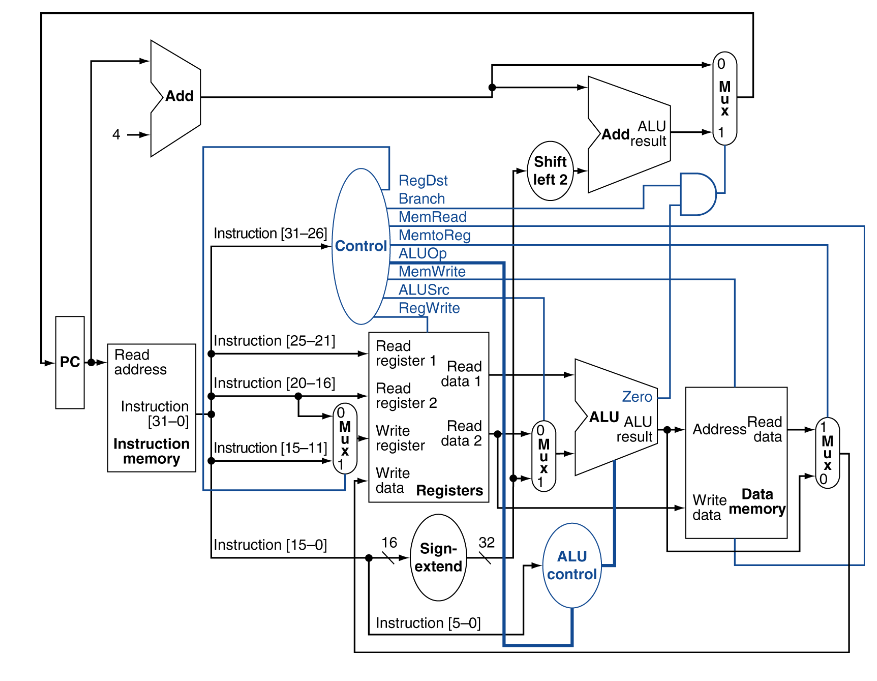 Add
4
0
M
u
x
1
Add
ALU
result
Shift
left 2
RegDst
Branch
MemRead
MemtoReg
ALUOp
MemWrite
ALUSrc
RegWrite
Control
Instruction [31–26]
Instruction [25–21]
Instruction [20–16]
Instruction [15–11]
Instruction [15–0]
Instruction [5–0]
PC
Read
address
Instruction
[31–0]
Instruction
memory
0
M
u
x
1
Read
register 1
Read
register 2
Write
register
Write
data
Read
data 1
Read
data 2
Registers
0
M
u
x
1
Zero
ALU
ALU
result
Address
Read
data
Write
data
Data
memory
1
M
u
x
0
16
Sign-
extend
32
ALU
control